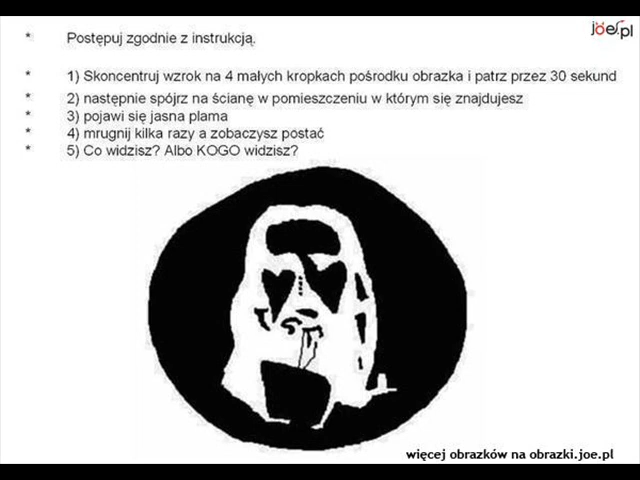 joe.pl
* Postępuj zgodnie z instrukcją.
* 1) Skoncentruj wzrok na 4 małych kropkach pośrodku obrazka i patrz przez 30 sekund
* 2) następnie spójrz na ścianę w pomieszczeniu w którym się znajdujesz
* 3) pojawi się jasna plama
* 4) mrugnij kilka razy a zobaczysz postać
* 5) Co widzisz? Albo KOGO widzisz?
więcej obrazków na obrazki.joe.pl